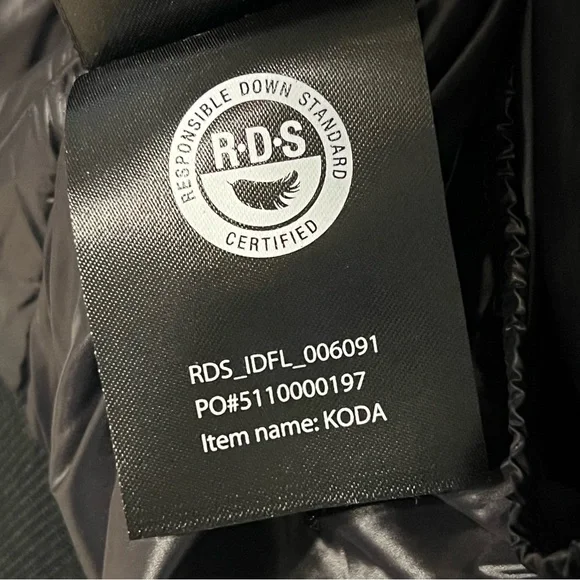 RESPONSIBLE DOWN STANDARD
R·D·S
CERTIFIED
RDS_IDFL_006091
PO#5110000197
Item name: KODA